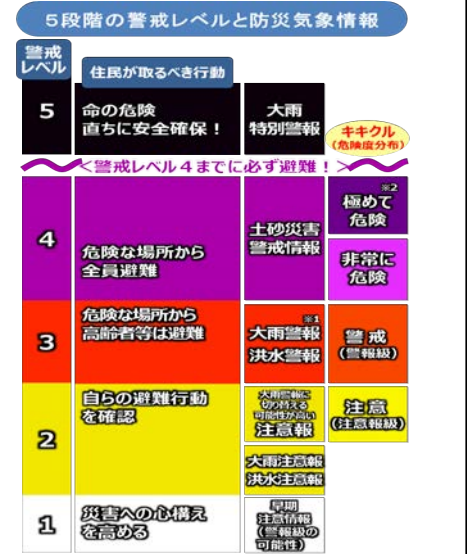 5段階の警戒レベルと防災気象情報
警戒
レベル
住民が取るべき行動
5
命の危険
直ちに安全確保!
大雨
特別警報
キキクル
(危険度分布)
<警戒レベル4までに必ず避難!>
4
危険な場所から
全員避難
土砂災害
警戒情報
※2
極めて
危険
非常に
危険
3
危険な場所から
高齢者等は避難
※1
大雨警報
洪水警報
警戒
(警報級)
2
自らの避難行動
を確認
大雨警報に
切り替える
可能性が高い
注意報
注意
(注意報級)
大雨注意報
洪水注意報
1
災害への心構え
を高める
早期
注意情報
(警報級の
可能性)